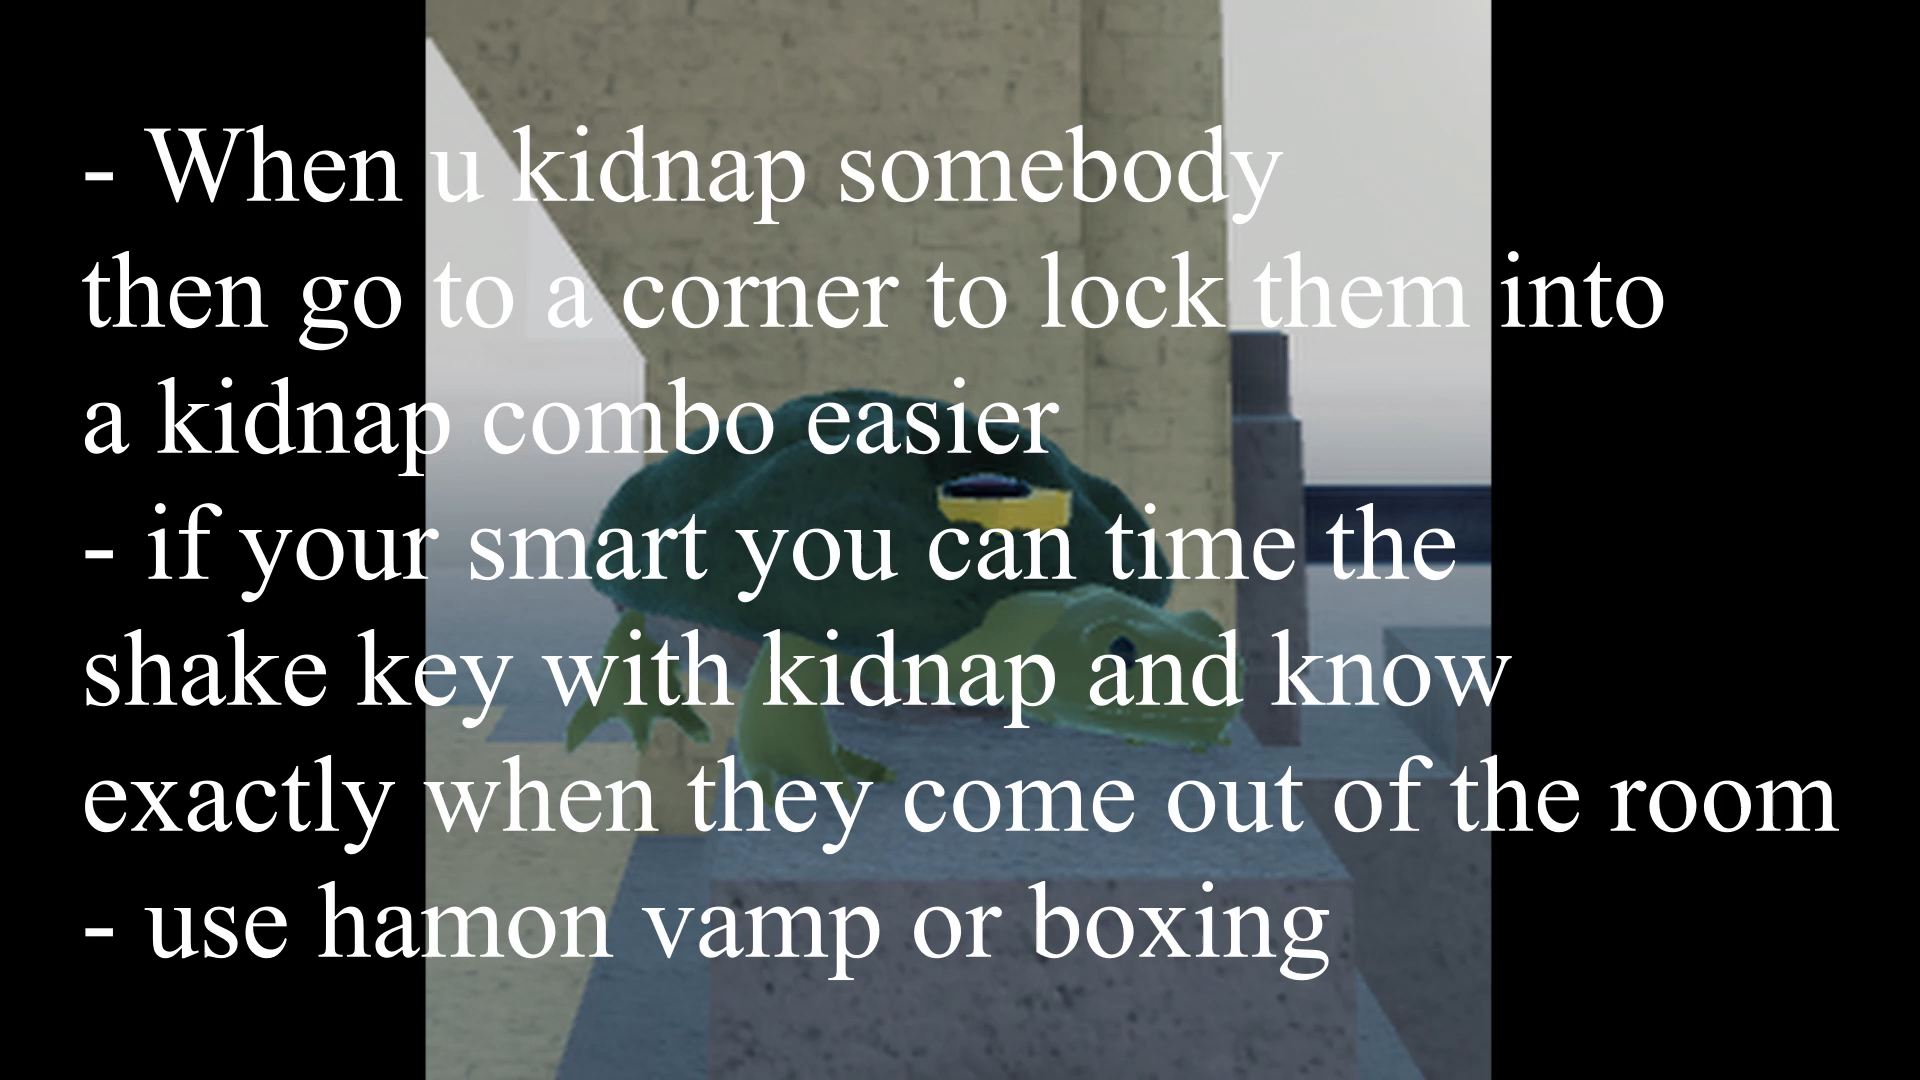 - When u kidnap somebody
then go to a corner to lock them into
a kidnap combo easier
- if your smart you can time the
shake key with kidnap and know
exactly when they come out of the room
- use hamon vamp or boxing